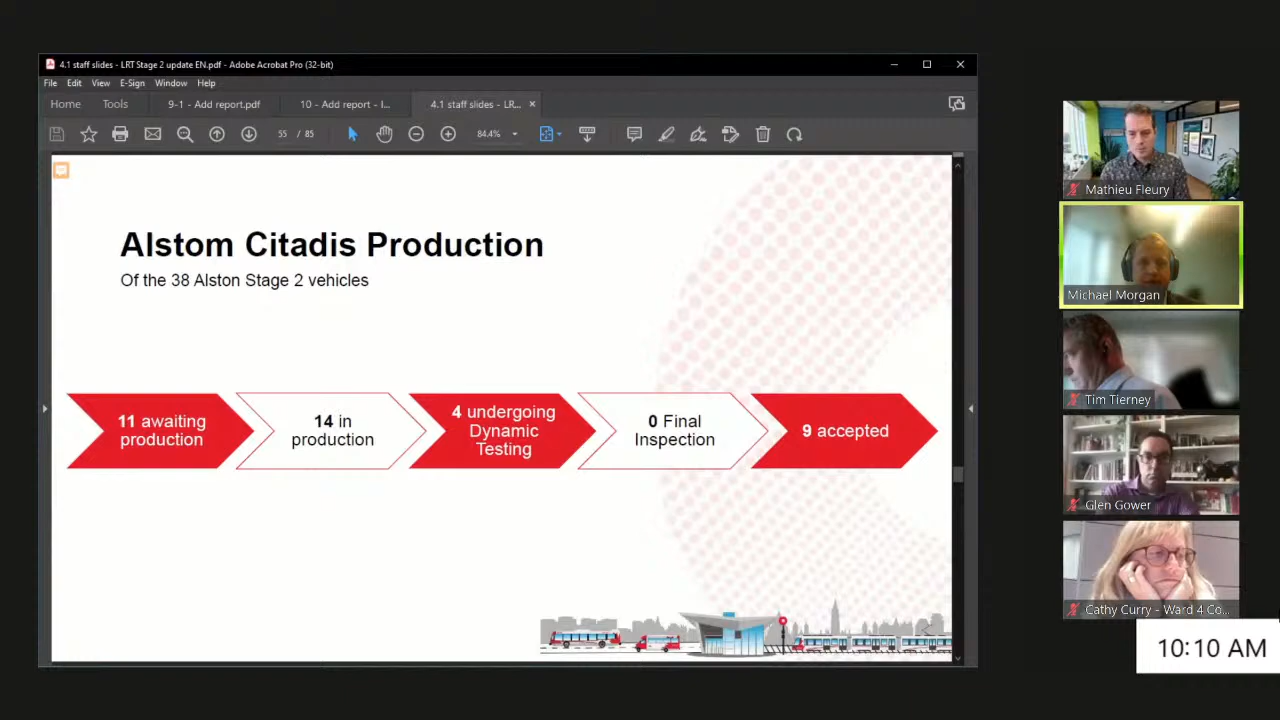 4.1 staff slides - LRT Stage 2 update EN.pdf - Adobe Acrobat Pro (32-bit)
File Edit View E-Sign Window Help
Home Tools 9-1 - Add report.pdf 10 - Add report - I... 4.1 staff slides - LR... ×
55 / 85 84.4%
Alstom Citadis Production
Of the 38 Alston Stage 2 vehicles
11 awaiting
production
14 in
production
4 undergoing
Dynamic
Testing
0 Final
Inspection
9 accepted
Mathieu Fleury
Michael Morgan
Tim Tierney
Glen Gower
Cathy Curry - Ward 4 Co...
10:10 AM